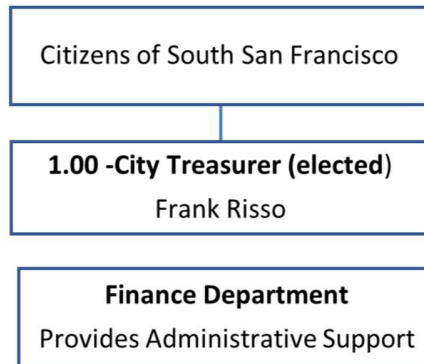 Citizens of South San Francisco
1.00 -City Treasurer (elected)
Frank Risso
Finance Department
Provides Administrative Support